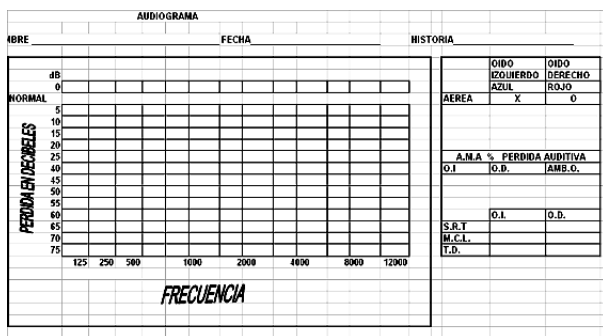 AUDIOGRAMA
MBRE FECHA HISTORIA
dB
0
NORMAL
5
10
15
20
25
40
45
50
55
60
65
70
75
PERDIDA EN DECIBELES
125 250 500 1000 2000 4000 8000 12000
FRECUENCIA
OIDO OIDO
IZQUIERDO DERECHO
AZUL ROJO
AEREA X O
A.M.A % PERDIDA AUDITIVA
O.I O.D. AMB.O.
O.I. O.D.
S.R.T
M.C.L.
T.D.